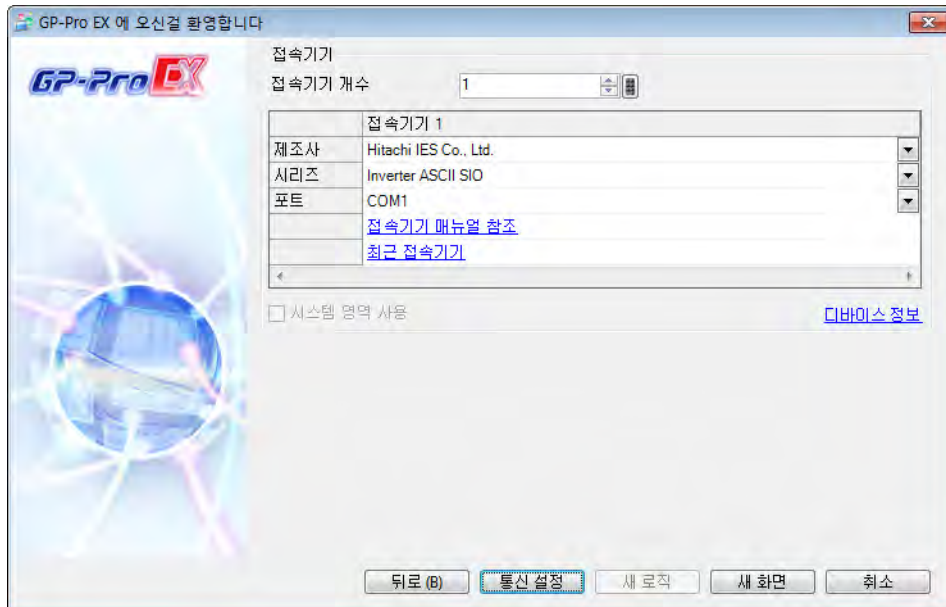 GP-Pro EX 에 오신걸 환영합니다
GP-Pro EX
접속기기
접속기기 개수 1
접속기기 1
제조사 Hitachi IES Co., Ltd.
시리즈 Inverter ASCII SIO
포트 COM1
접속기기 매뉴얼 참조
최근 접속기기
시스템 영역 사용 디바이스 정보
뒤로 (B) 통신 설정 새 로직 새 화면 취소